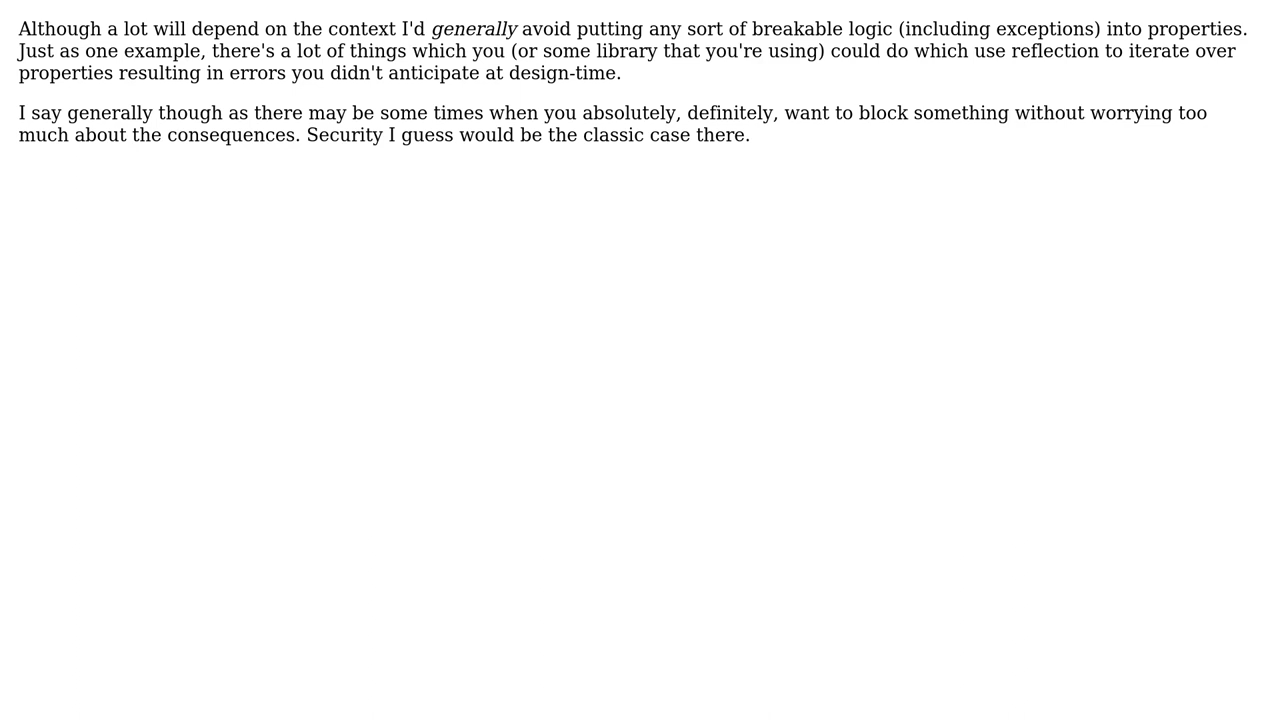 Although a lot will depend on the context I'd generally avoid putting any sort of breakable logic (including exceptions) into properties.
Just as one example, there's a lot of things which you (or some library that you're using) could do which use reflection to iterate over
properties resulting in errors you didn't anticipate at design-time.
I say generally though as there may be some times when you absolutely, definitely, want to block something without worrying too
much about the consequences. Security I guess would be the classic case there.